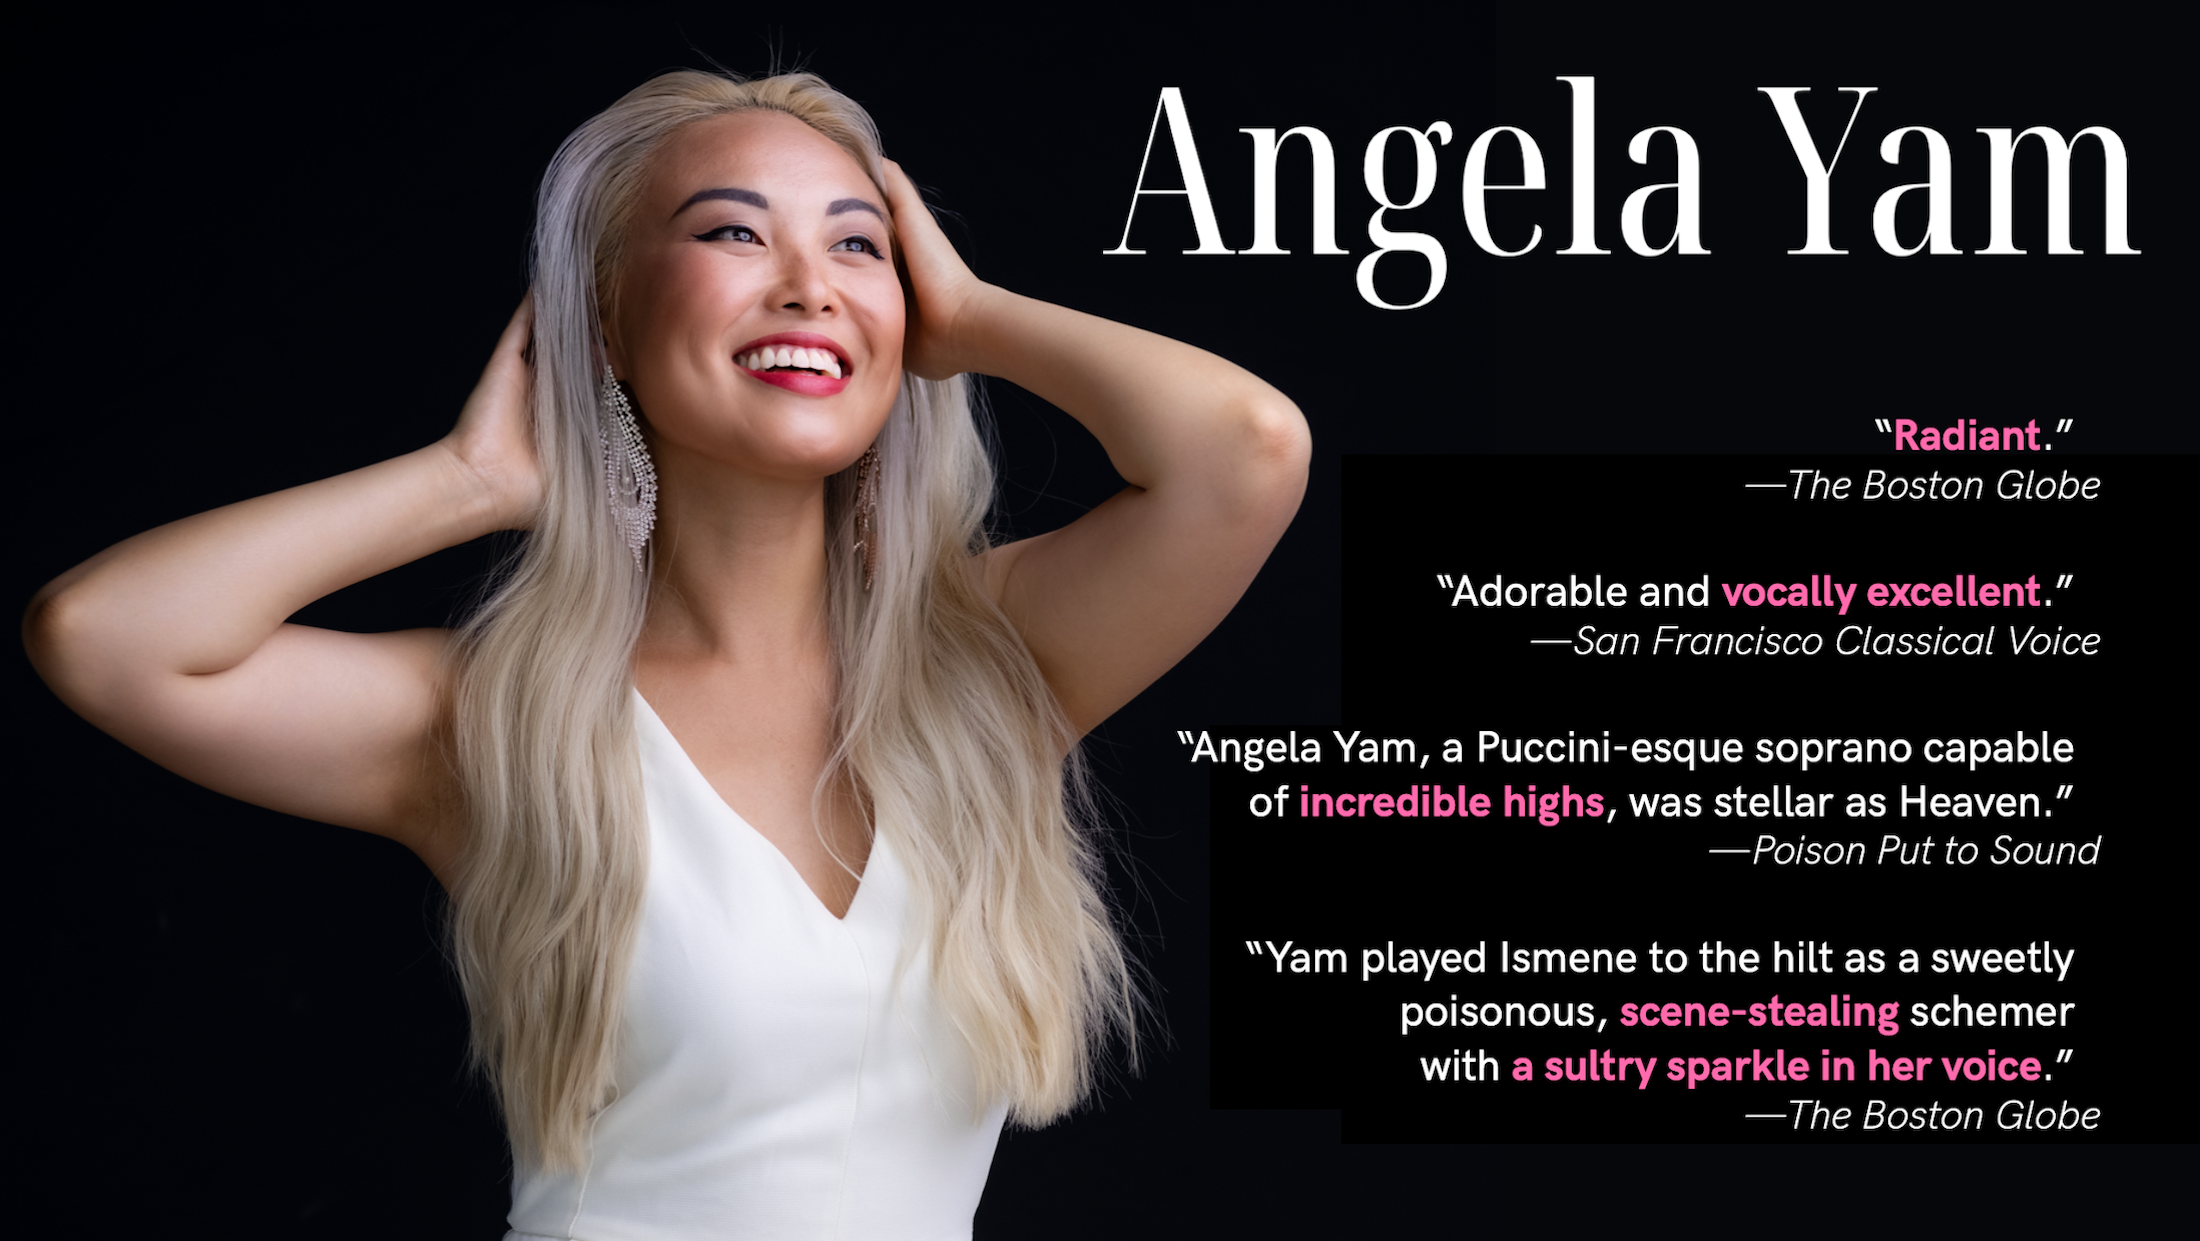 Angela Yam
“Radiant.”
—The Boston Globe
“Adorable and vocally excellent.”
—San Francisco Classical Voice
“Angela Yam, a Puccini-esque soprano capable
of incredible highs, was stellar as Heaven.”
—Poison Put to Sound
“Yam played Ismene to the hilt as a sweetly
poisonous, scene-stealing schemer
with a sultry sparkle in her voice.”
—The Boston Globe